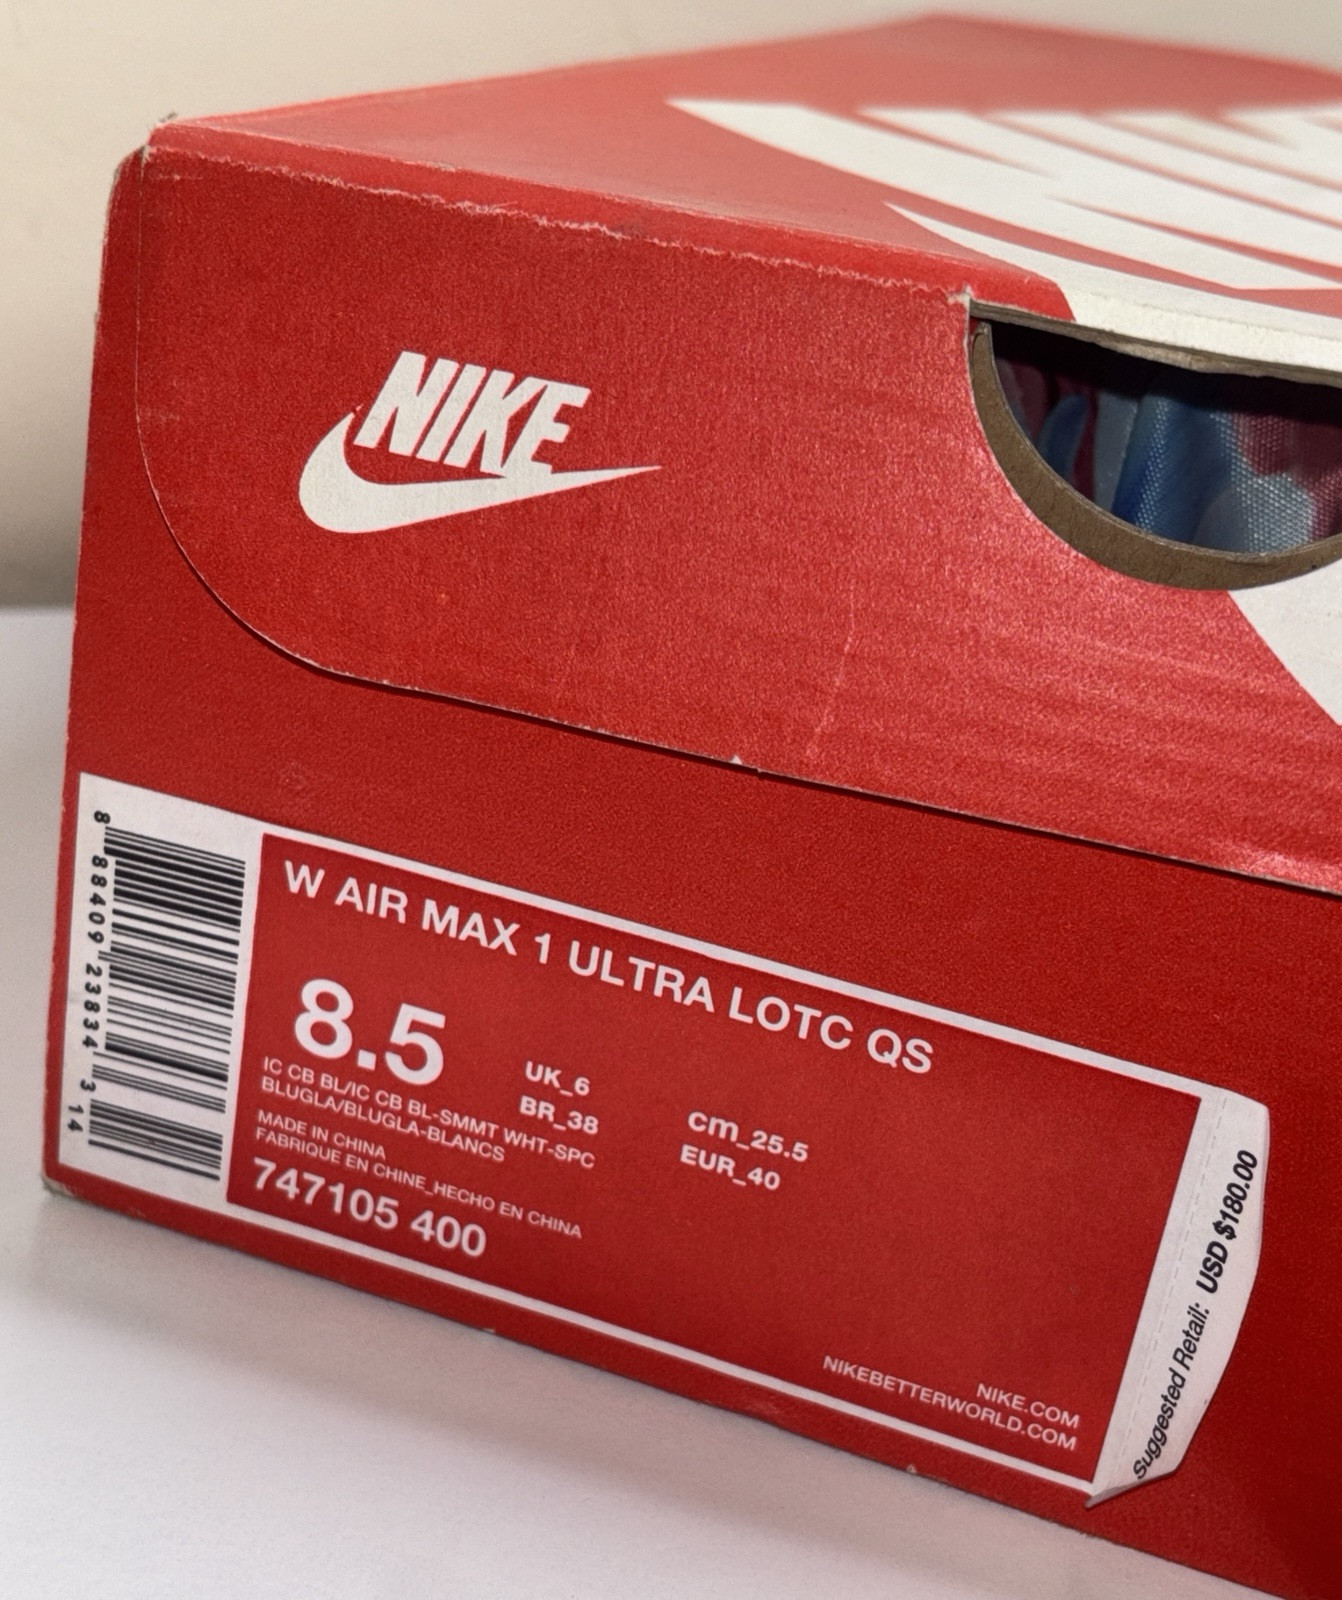 NIKE
W AIR MAX 1 ULTRA LOTC QS
8.5
UK_6
BR_38
cm_25.5
EUR_40
IC CB BL/IC CB BL-SMMT WHT-SPC
BLUGLA/BLUGLA-BLANCS
MADE IN CHINA
FABRIQUE EN CHINE_HECHO EN CHINA
747105 400
NIKE.COM
NIKEBETTERWORLD.COM
8 88409 23834 3 14
Suggested Retail: USD $180.00